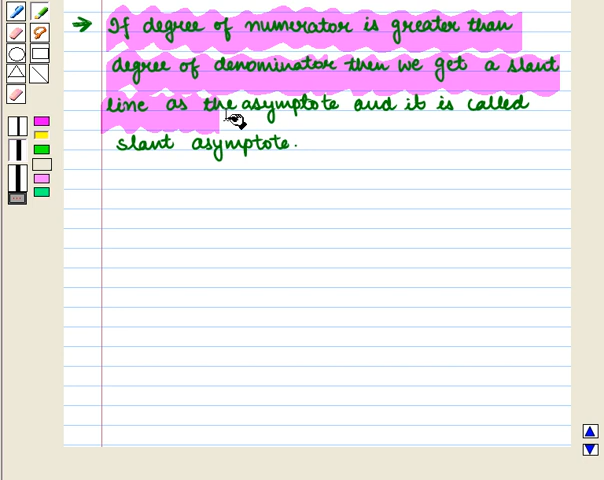 → If degree of numerator is greater than
degree of denominator then we get a slant
line as the asymptote and it is called
slant asymptote.